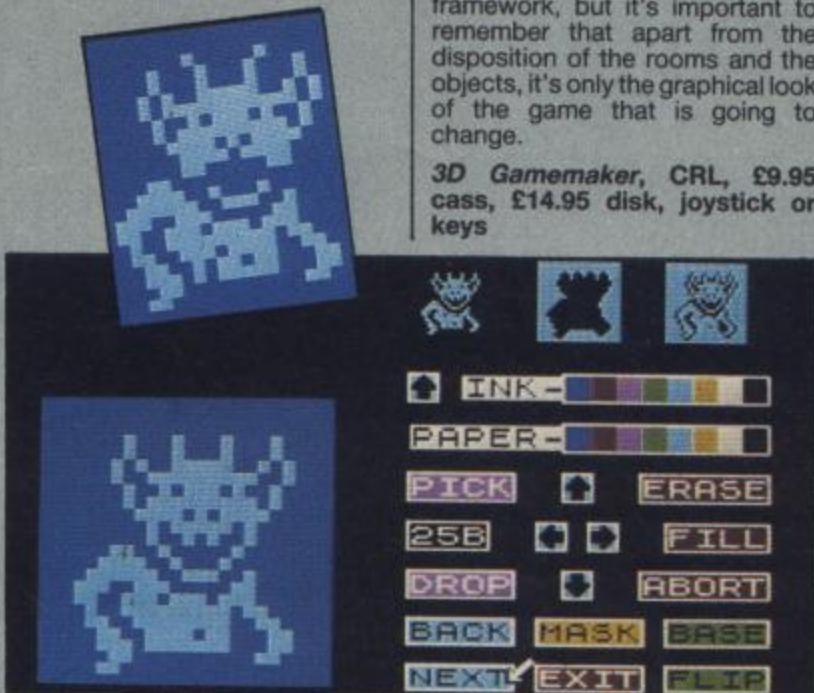 framework, but it's important to
remember that apart from the
disposition of the rooms and the
objects, it's only the graphical look
of the game that is going to
change.
3D Gamemaker, CRL, £9.95
cass, £14.95 disk, joystick or
keys
INK-
PAPER-
PICK ERASE
25B FILL
DROP ABORT
BACK MASK BASE
NEXT EXIT FLIP